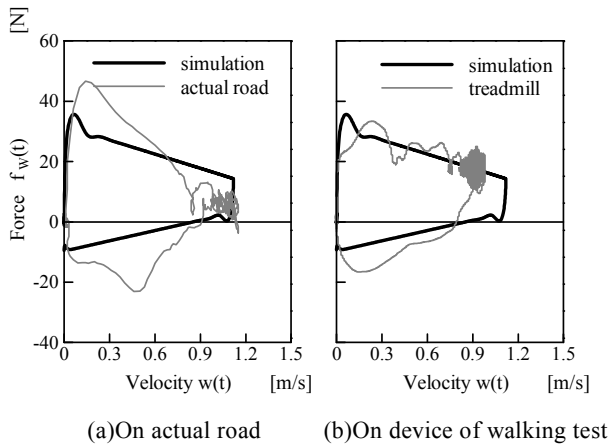 [N]
60
40
20
0
-20
-40
Force f_W(t)
simulation
actual road
0 0.3 0.6 0.9 1.2 1.5
Velocity w(t) [m/s]
simulation
treadmill
0 0.3 0.6 0.9 1.2 1.5
Velocity w(t) [m/s]
(a)On actual road
(b)On device of walking test